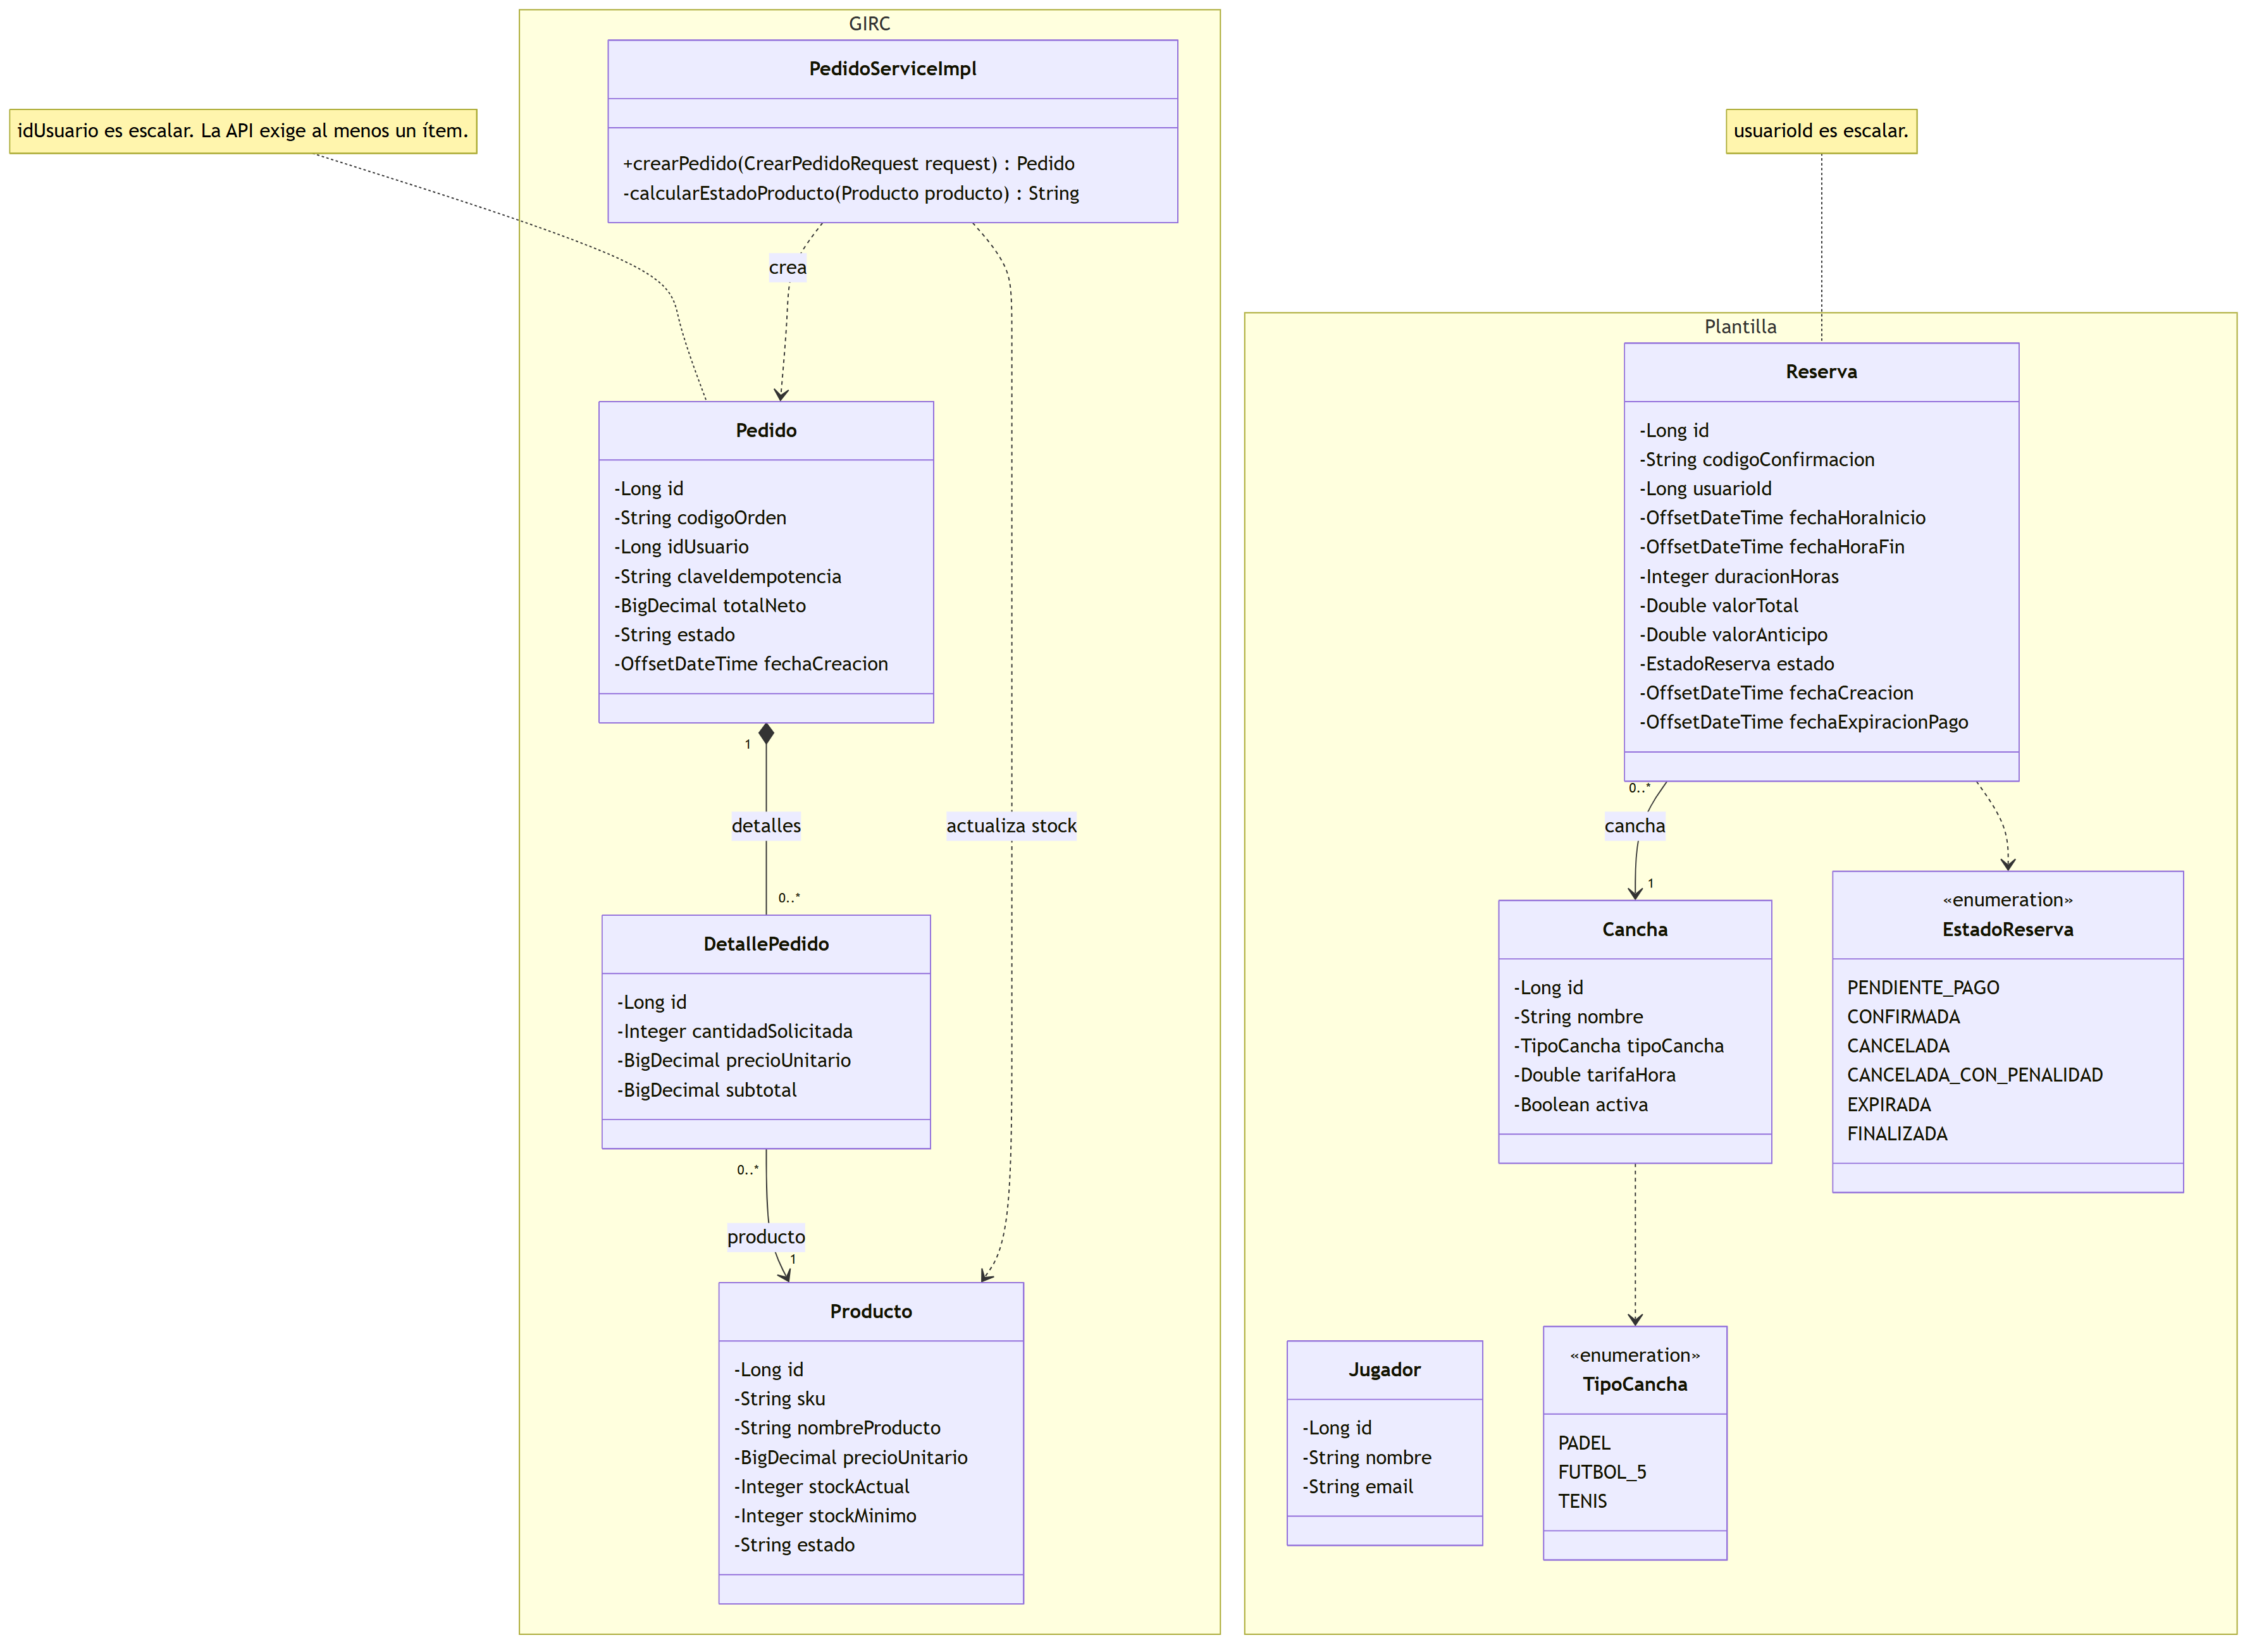 GIRC
PedidoServiceImpl
+crearPedido(CrearPedidoRequest request) : Pedido
-calcularEstadoProducto(Producto producto) : String
idUsuario es escalar. La API exige al menos un ítem.
crea
Pedido
-Long id
-String codigoOrden
-Long idUsuario
-String claveIdempotencia
-BigDecimal totalNeto
-String estado
-OffsetDateTime fechaCreacion
1
detalles
0..*
actualiza stock
DetallePedido
-Long id
-Integer cantidadSolicitada
-BigDecimal precioUnitario
-BigDecimal subtotal
0..*
producto
1
Producto
-Long id
-String sku
-String nombreProducto
-BigDecimal precioUnitario
-Integer stockActual
-Integer stockMinimo
-String estado
usuarioId es escalar.
Plantilla
Reserva
-Long id
-String codigoConfirmacion
-Long usuarioId
-OffsetDateTime fechaHoraInicio
-OffsetDateTime fechaHoraFin
-Integer duracionHoras
-Double valorTotal
-Double valorAnticipo
-EstadoReserva estado
-OffsetDateTime fechaCreacion
-OffsetDateTime fechaExpiracionPago
0..*
cancha
1
Cancha
-Long id
-String nombre
-TipoCancha tipoCancha
-Double tarifaHora
-Boolean activa
«enumeration»
EstadoReserva
PENDIENTE_PAGO
CONFIRMADA
CANCELADA
CANCELADA_CON_PENALIDAD
EXPIRADA
FINALIZADA
Jugador
-Long id
-String nombre
-String email
«enumeration»
TipoCancha
PADEL
FUTBOL_5
TENIS